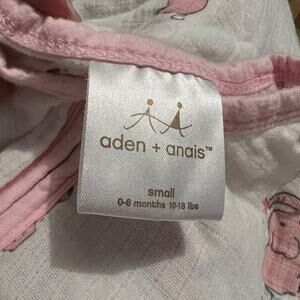 aden + anais™
small
0-6 months 10-18 lbs